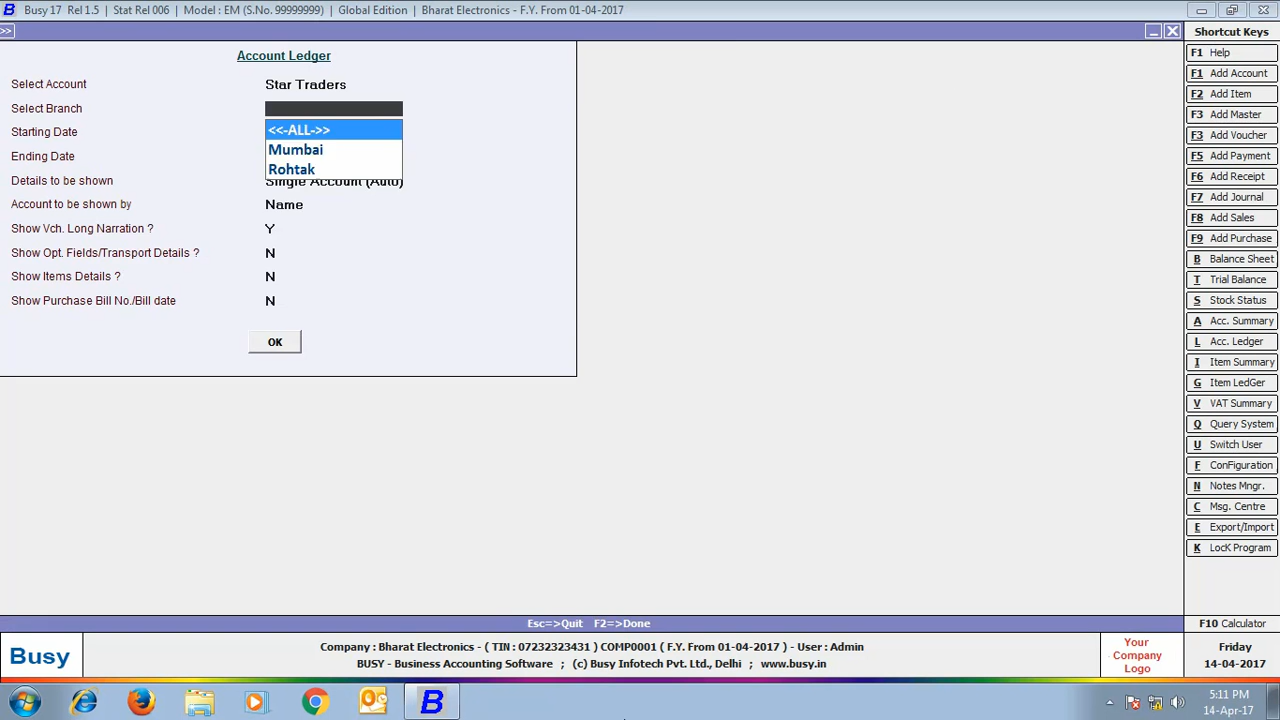 Busy 17 Rel 1.5 | Stat Rel 006 | Model : EM (S.No. 99999999) | Global Edition | Bharat Electronics - F.Y. From 01-04-2017
>>
Account Ledger
Select Account Star Traders
Select Branch
Starting Date
Ending Date
<<-ALL->>
Mumbai
Rohtak
Details to be shown Single Account (Auto)
Account to be shown by Name
Show Vch. Long Narration ? Y
Show Opt. Fields/Transport Details ? N
Show Items Details ? N
Show Purchase Bill No./Bill date N
OK
Shortcut Keys
F1 Help
F1 Add Account
F2 Add Item
F3 Add Master
F3 Add Voucher
F5 Add Payment
F6 Add Receipt
F7 Add Journal
F8 Add Sales
F9 Add Purchase
B Balance Sheet
T Trial Balance
S Stock Status
A Acc. Summary
L Acc. Ledger
I Item Summary
G Item LedGer
V VAT Summary
Q Query System
U Switch User
F ConFiguration
N Notes Mngr.
C Msg. Centre
E Export/Import
K LocK Program
F10 Calculator
Esc=>Quit F2=>Done
Busy
Company : Bharat Electronics - ( TIN : 07232323431 ) COMP0001 ( F.Y. From 01-04-2017 ) - User : Admin
BUSY - Business Accounting Software ; (c) Busy Infotech Pvt. Ltd., Delhi ; www.busy.in
Your
Company
Logo
Friday
14-04-2017
5:11 PM
14-Apr-17